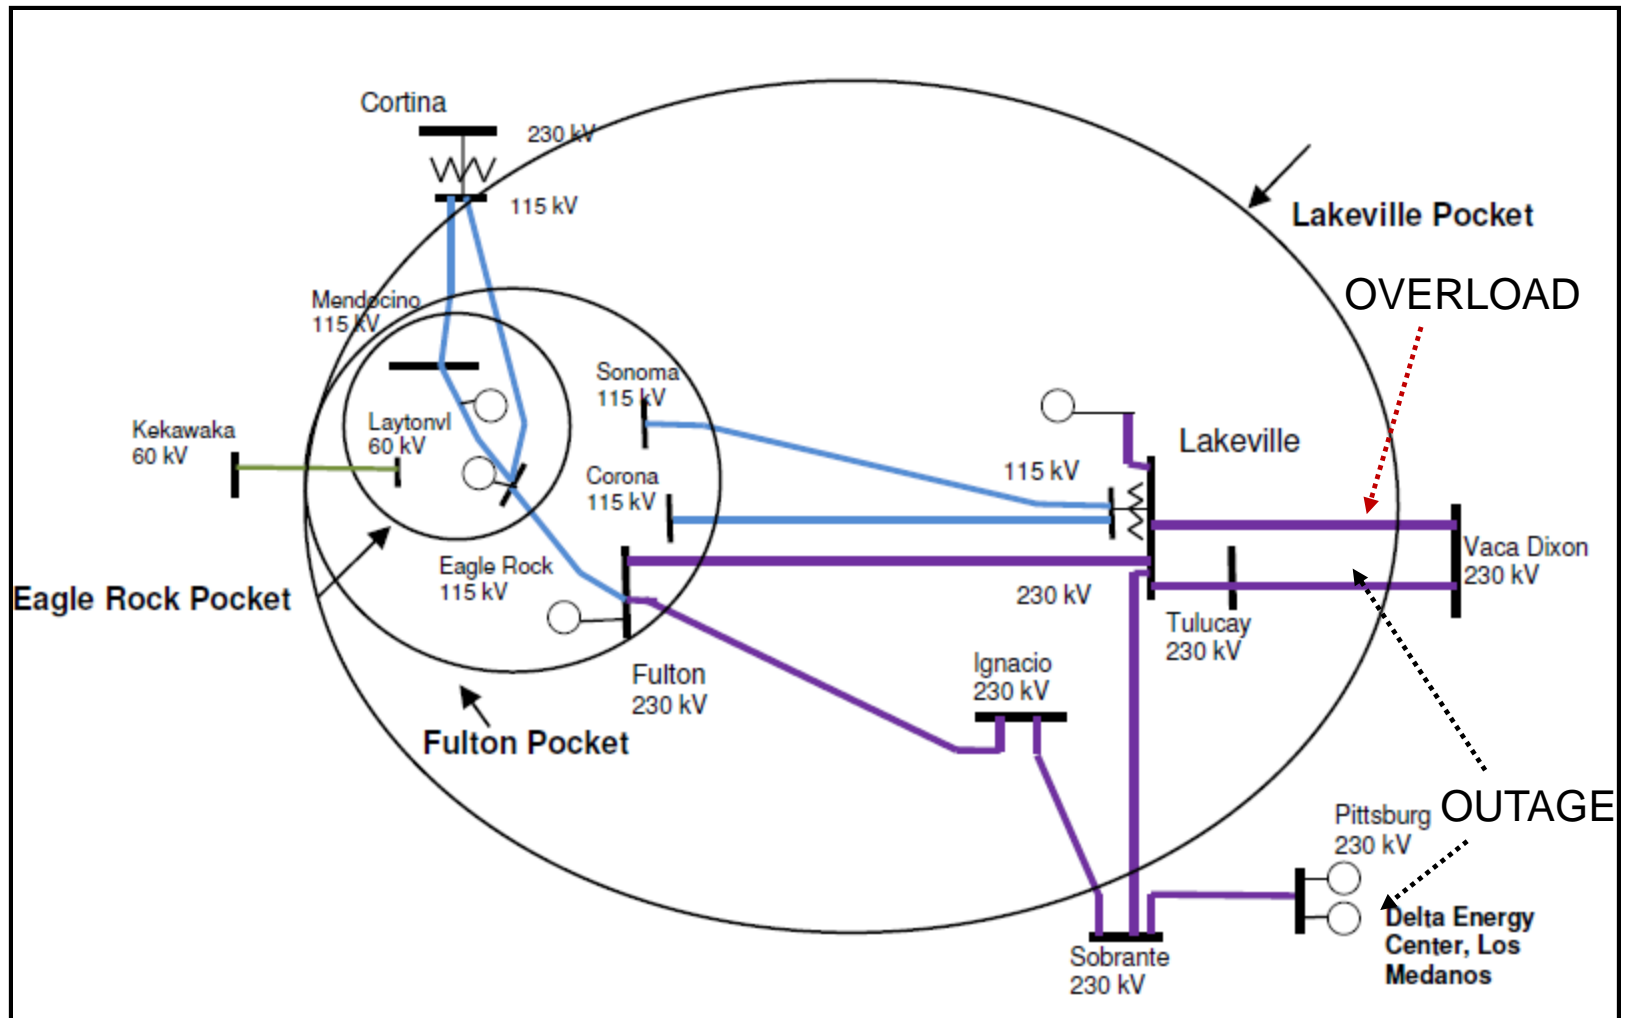 Cortina
230 kV
115 kV
Lakeville Pocket
OVERLOAD
Mendocino
115 kV
Sonoma
115 kV
Laytonvl
60 kV
Kekawaka
60 kV
Lakeville
115 kV
Corona
115 kV
Vaca Dixon
230 kV
Eagle Rock
115 kV
Eagle Rock Pocket
230 kV
Tulucay
230 kV
Ignacio
230 kV
Fulton
230 kV
Fulton Pocket
OUTAGE
Pittsburg
230 kV
Delta Energy
Center, Los
Medanos
Sobrante
230 kV